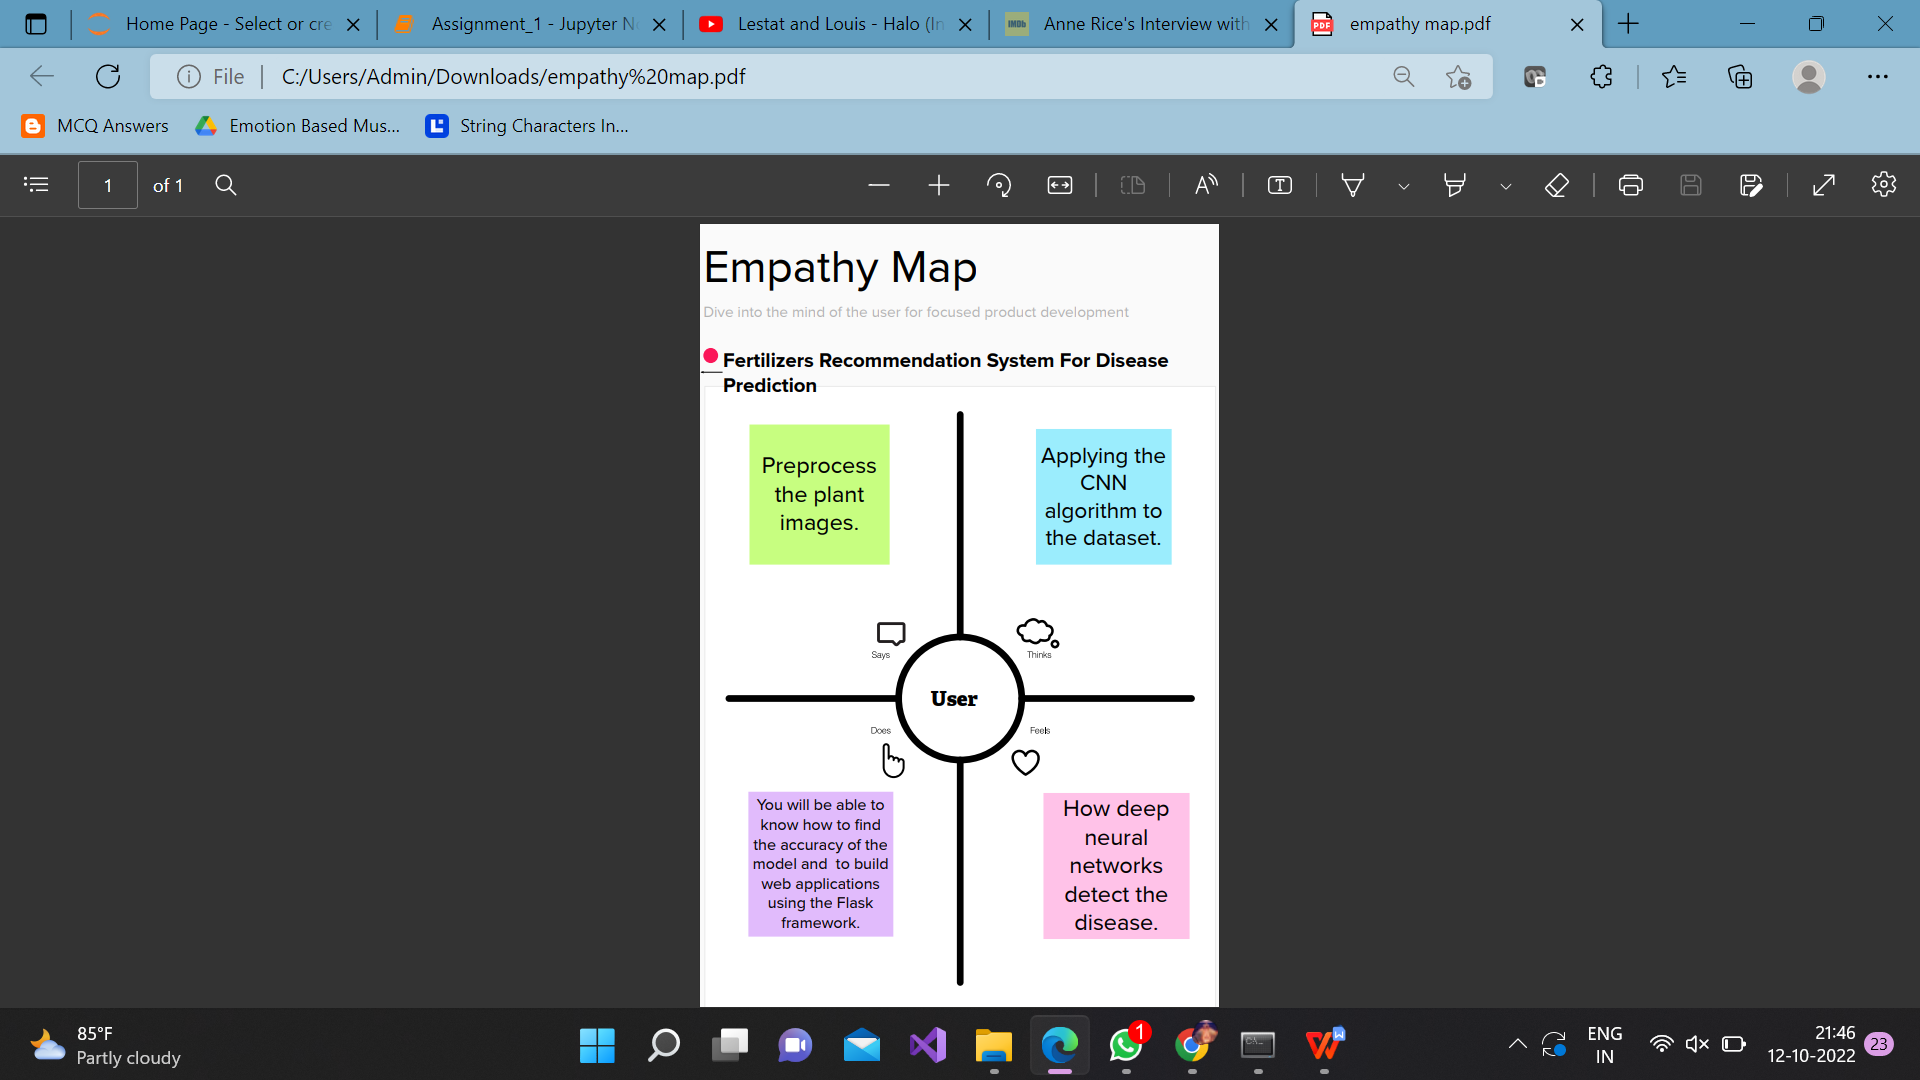 Home Page - Select or cre
Assignment_1 - Jupyter N
Lestat and Louis - Halo (In
IMDb
Anne Rice's Interview with
PDF
empathy map.pdf
File
C:/Users/Admin/Downloads/empathy%20map.pdf
MCQ Answers
Emotion Based Mus...
String Characters In...
1
of 1
Empathy Map
Dive into the mind of the user for focused product development
Fertilizers Recommendation System For Disease
Prediction
Preprocess
the plant
images.
Applying the
CNN
algorithm to
the dataset.
Says
Thinks
User
Does
Feels
You will be able to
know how to find
the accuracy of the
model and to build
web applications
using the Flask
framework.
How deep
neural
networks
detect the
disease.
85°F
Partly cloudy
1
ENG
IN
21:46
12-10-2022
23